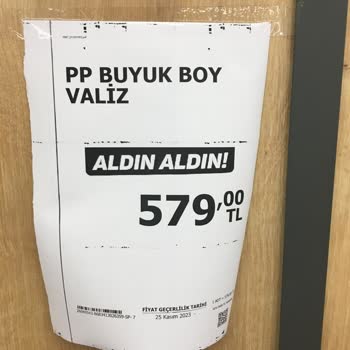 PP BUYUK BOY
VALİZ
ALDIN ALDIN!
579,00
TL
FİYAT GEÇERLİLİK TARİHİ
25 Kasım 2023